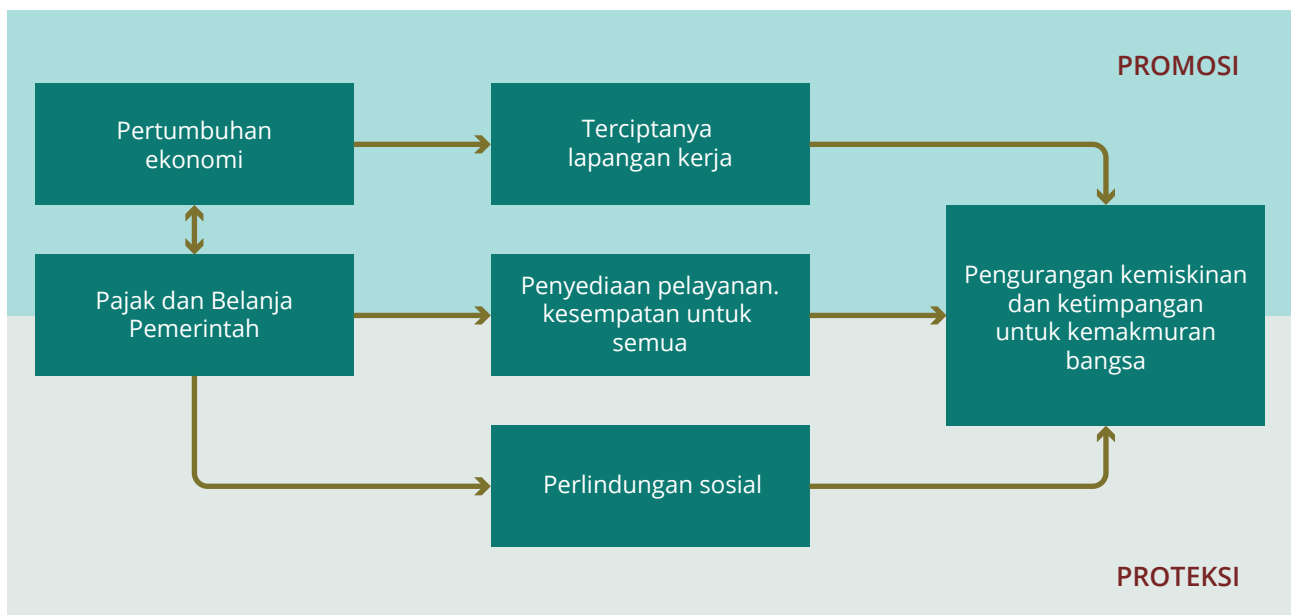 PROMOSI
Pertumbuhan
ekonomi
Terciptanya
lapangan kerja
Pajak dan Belanja
Pemerintah
Penyediaan pelayanan.
kesempatan untuk
semua
Pengurangan kemiskinan
dan ketimpangan
untuk kemakmuran
bangsa
Perlindungan sosial
PROTEKSI